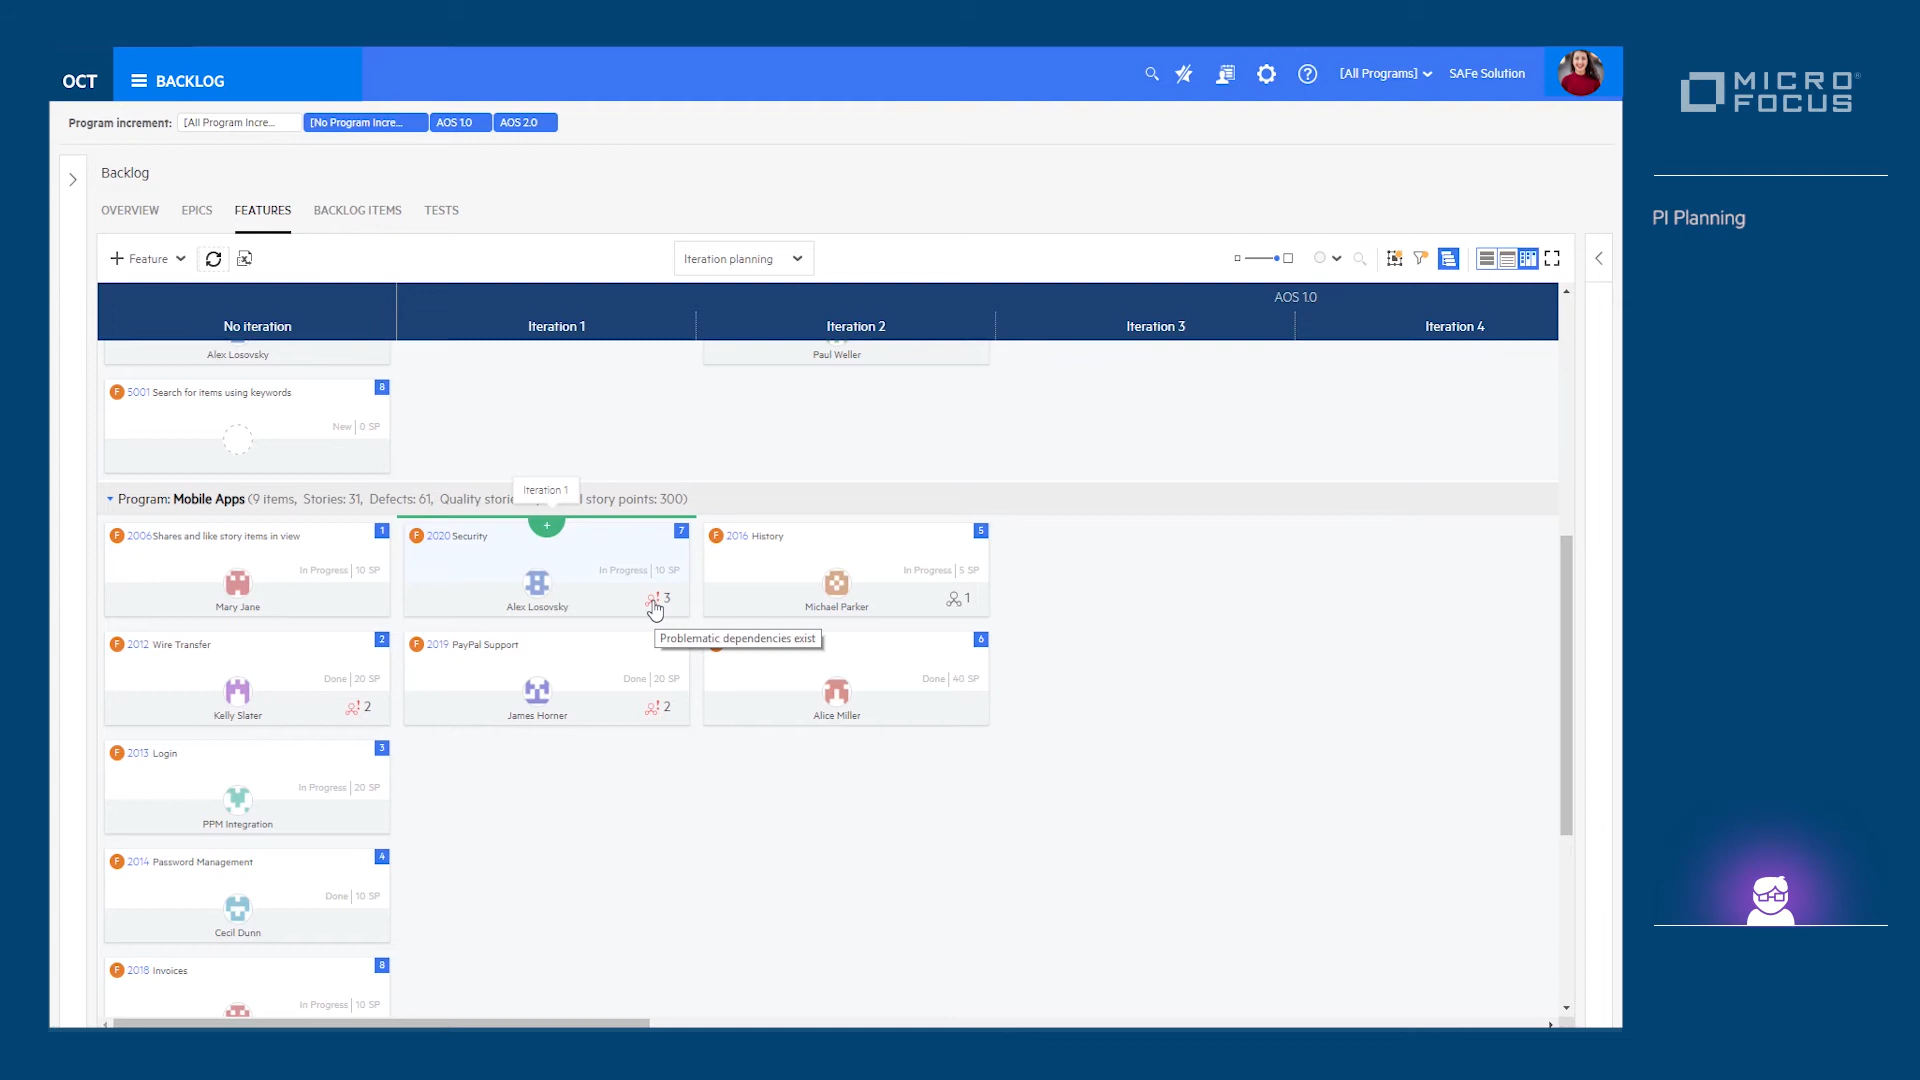 OCT
BACKLOG
[All Programs]
SAFe Solution
MICRO
FOCUS
Program increment:
[All Program Incre...
[No Program Incre...
AOS 1.0
AOS 2.0
Backlog
OVERVIEW
EPICS
FEATURES
BACKLOG ITEMS
TESTS
PI Planning
Feature
Iteration planning
AOS 1.0
No iteration
Iteration 1
Iteration 2
Iteration 3
Iteration 4
Alex Losovsky
Paul Weller
F 5001 Search for items using keywords
8
New | 0 SP
Iteration 1
Program: Mobile Apps (9 items, Stories: 31, Defects: 61, Quality storie
l story points: 300)
F 2006 Shares and like story items in view
1
In Progress | 10 SP
Mary Jane
F 2020 Security
7
In Progress | 10 SP
Alex Losovsky
3
F 2016 History
5
In Progress | 5 SP
Michael Parker
1
Problematic dependencies exist
F 2012 Wire Transfer
2
Done | 20 SP
Kelly Slater
2
F 2019 PayPal Support
Done | 20 SP
James Horner
2
6
Done | 40 SP
Alice Miller
F 2013 Login
3
In Progress | 20 SP
PPM Integration
F 2014 Password Management
4
Done | 10 SP
Cecil Dunn
F 2018 Invoices
8
In Progress | 10 SP